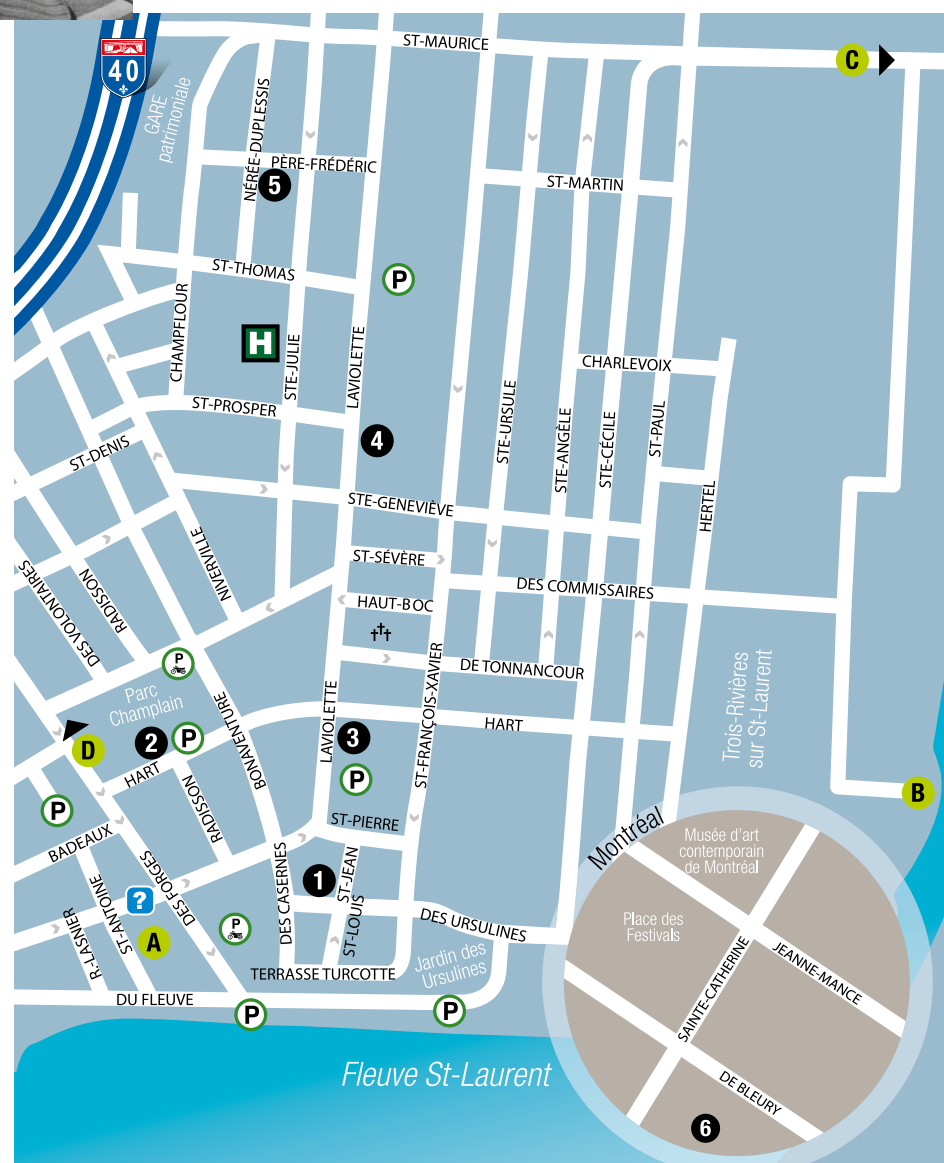 ST-MAURICE
C
40
GARE
patrimoniale
NÉRÉE-DUPLESSIS
PÈRE-FRÉDÉRIC
5
ST-MARTIN
ST-THOMAS
P
CHAMPFLOUR
H
STE-JULIE
LAVIOLETTE
CHARLEVOIX
ST-PROSPER
STE-URSULE
STE-ANGÈLE
STE-CÉCILE
ST-PAUL
4
ST-DENIS
STE-GENEVIÈVE
HERTEL
NIVERVILLE
ST-SÉVÈRE
DES COMMISSAIRES
DES VOLONTAIRES
RADISSON
HAUT-BOC
P
DE TONNANCOUR
Parc
Champlain
BONAVENTURE
LAVIOLETTE
ST-FRANÇOIS-XAVIER
HART
Trois-Rivières
sur St-Laurent
D
2
P
3
HART
P
B
P
RADISSON
ST-PIERRE
BADEAUX
Montréal
Musée d'art
contemporain
de Montréal
DES FORGES
1
ST-JEAN
?
ST-ANTOINE
R-LASNIER
A
P
DES CASERNES
ST-LOUIS
DES URSULINES
Place des
Festivals
SAINTE-CATHERINE
JEANNE-MANCE
TERRASSE TURCOTTE
Jardin des
Ursulines
DU FLEUVE
P
P
Fleuve St-Laurent
DE BLEURY
6